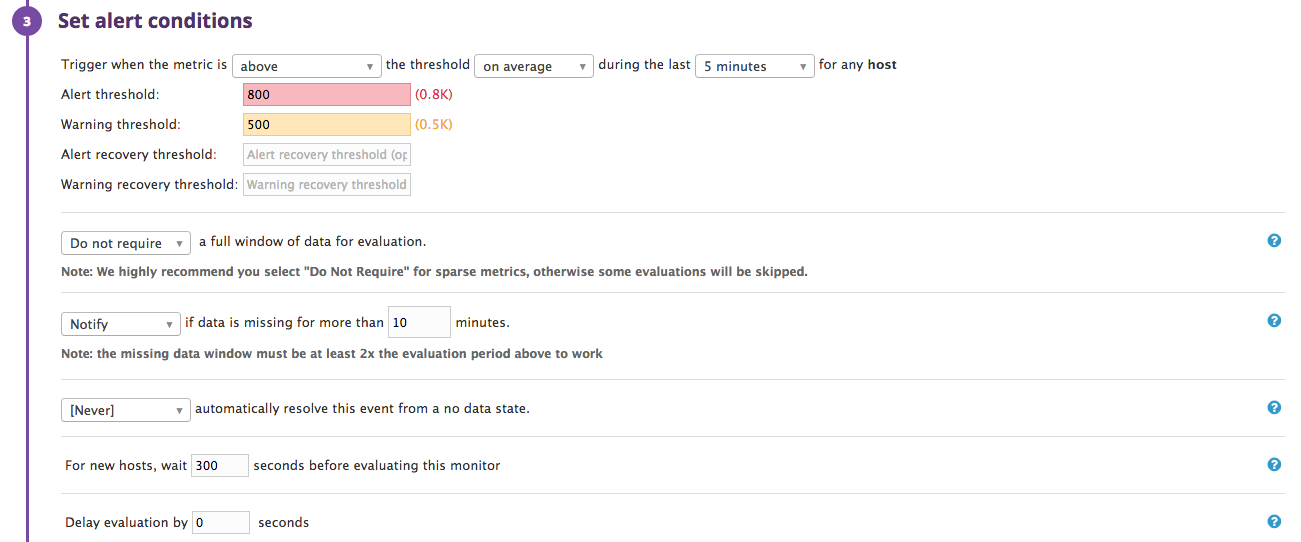 3 Set alert conditions
Trigger when the metric is above the threshold on average during the last 5 minutes for any host
Alert threshold: 800 (0.8K)
Warning threshold: 500 (0.5K)
Alert recovery threshold: Alert recovery threshold (op
Warning recovery threshold: Warning recovery threshold
Do not require a full window of data for evaluation. ?
Note: We highly recommend you select "Do Not Require" for sparse metrics, otherwise some evaluations will be skipped.
Notify if data is missing for more than 10 minutes. ?
Note: the missing data window must be at least 2x the evaluation period above to work
[Never] automatically resolve this event from a no data state. ?
For new hosts, wait 300 seconds before evaluating this monitor ?
Delay evaluation by 0 seconds ?